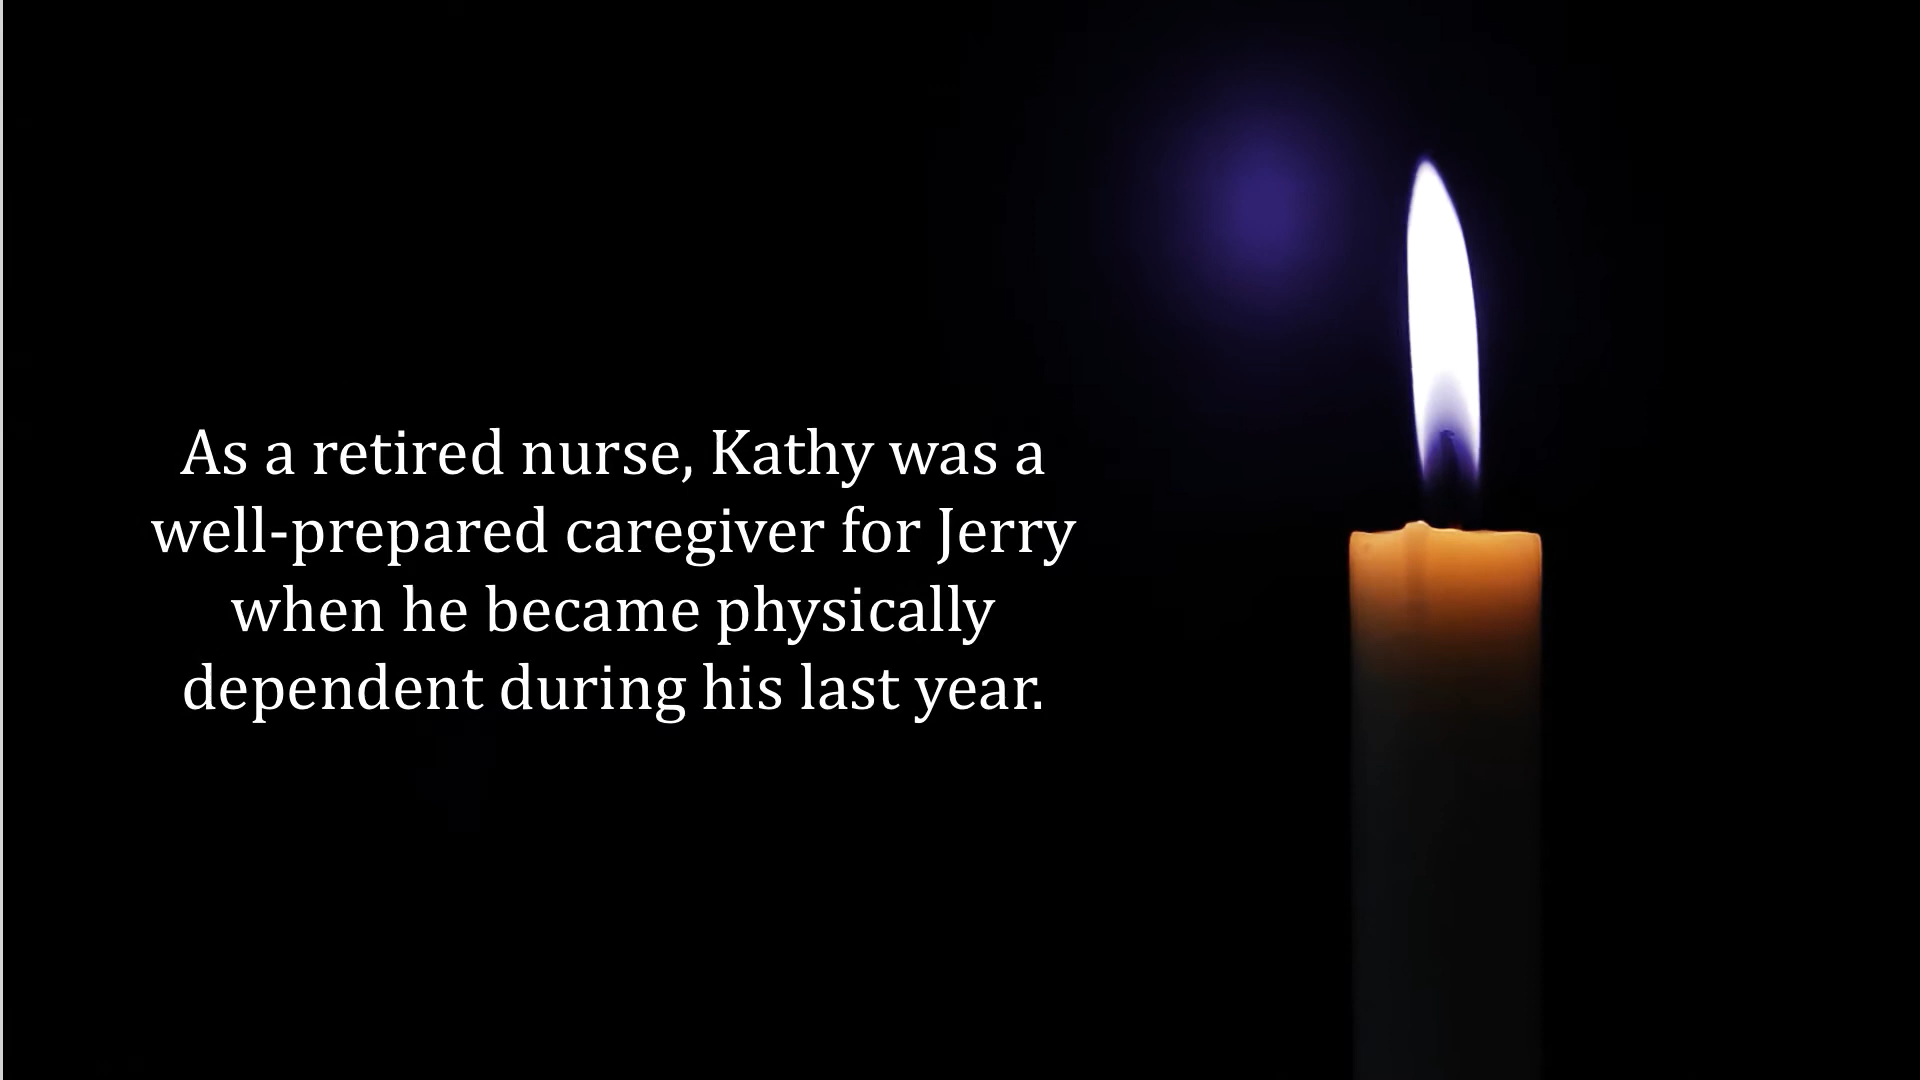 As a retired nurse, Kathy was a
well-prepared caregiver for Jerry
when he became physically
dependent during his last year.